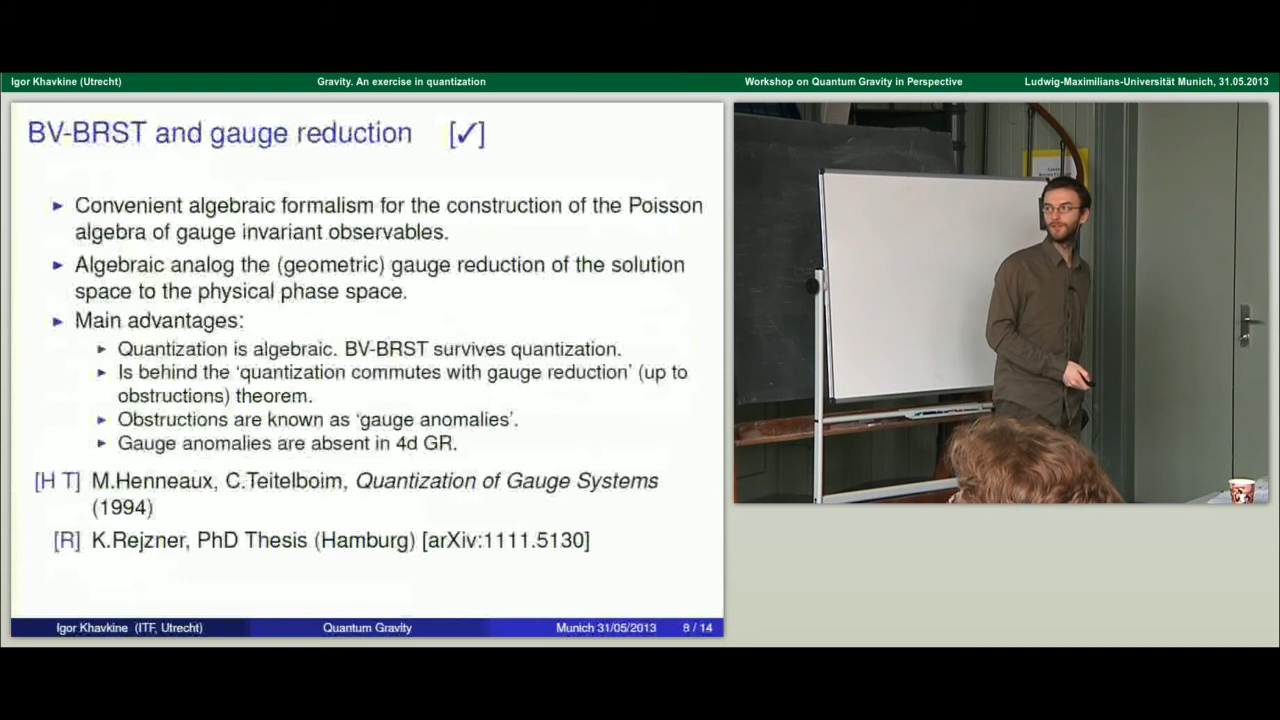 Igor Khavkine (Utrecht) Gravity. An exercise in quantization Workshop on Quantum Gravity in Perspective Ludwig-Maximilians-Universität Munich, 31.05.2013
BV-BRST and gauge reduction [✓]
► Convenient algebraic formalism for the construction of the Poisson
algebra of gauge invariant observables.
► Algebraic analog the (geometric) gauge reduction of the solution
space to the physical phase space.
► Main advantages:
► Quantization is algebraic. BV-BRST survives quantization.
► Is behind the ‘quantization commutes with gauge reduction’ (up to
obstructions) theorem.
► Obstructions are known as ‘gauge anomalies’.
► Gauge anomalies are absent in 4d GR.
[H T] M.Henneaux, C.Teitelboim, Quantization of Gauge Systems
(1994)
[R] K.Rejzner, PhD Thesis (Hamburg) [arXiv:1111.5130]
Igor Khavkine (ITF, Utrecht) Quantum Gravity Munich 31/05/2013 8 / 14